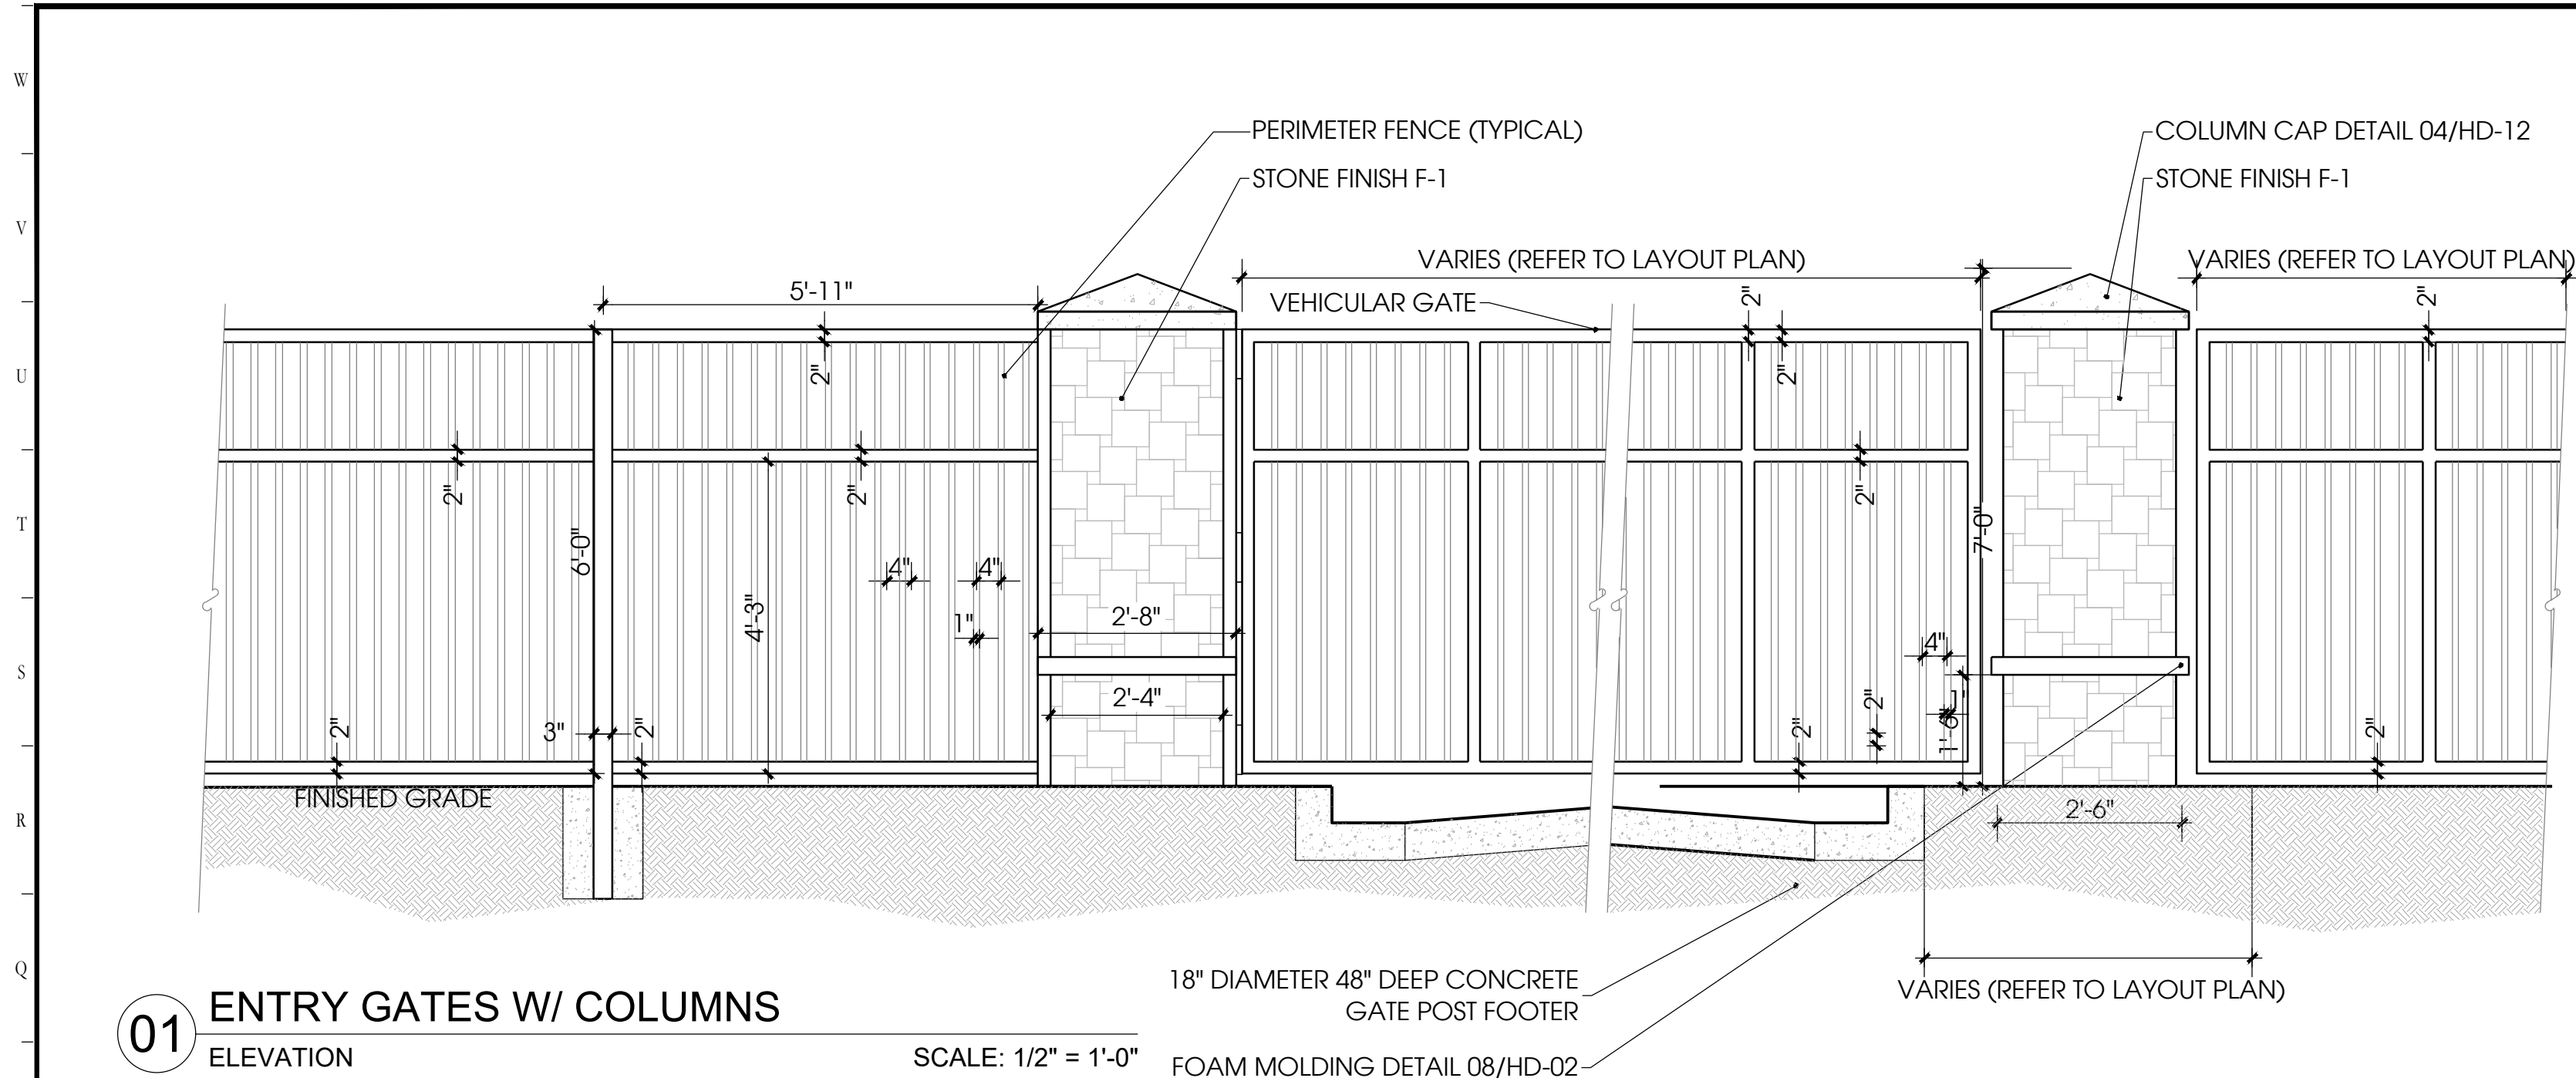 W
V
U
T
S
R
Q
PERIMETER FENCE (TYPICAL)
STONE FINISH F-1
COLUMN CAP DETAIL 04/HD-12
STONE FINISH F-1
VARIES (REFER TO LAYOUT PLAN)
VARIES (REFER TO LAYOUT PLAN)
5'-11"
VEHICULAR GATE
2"
2"
2"
2"
2"
2"
2"
2"
6'-0"
7'-0"
4"
4"
4'-3"
1"
2'-8"
4"
2'-4"
2"
1"
1'-6"
2"
3"
2"
2"
2"
FINISHED GRADE
2'-6"
18" DIAMETER 48" DEEP CONCRETE
GATE POST FOOTER
VARIES (REFER TO LAYOUT PLAN)
FOAM MOLDING DETAIL 08/HD-02
01
ENTRY GATES W/ COLUMNS
ELEVATION
SCALE: 1/2" = 1'-0"